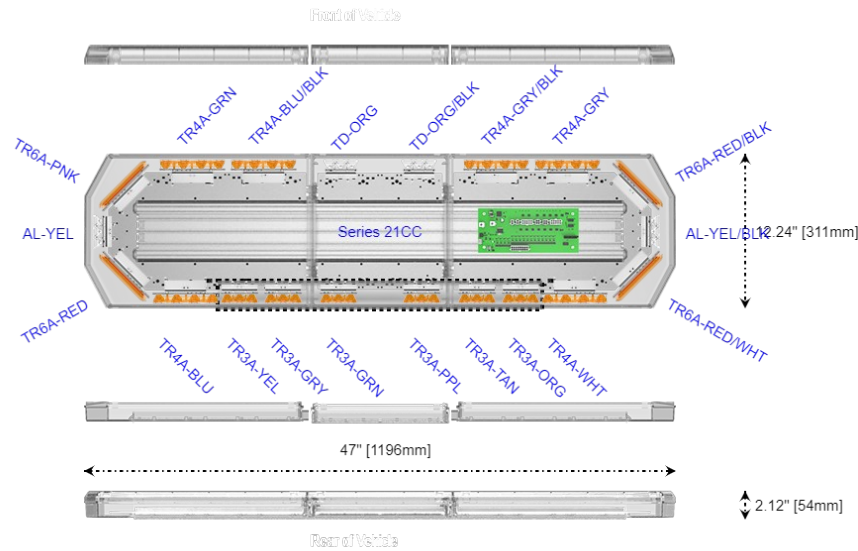 Front of Vehicle
TR4A-GRN
TR4A-BLU/BLK
TD-ORG
TD-ORG/BLK
TR4A-GRY/BLK
TR4A-GRY
TR6A-PNK
TR6A-RED/BLK
AL-YEL
Series 21CC
AL-YEL/BLK
12.24" [311mm]
TR6A-RED
TR6A-RED/WHT
TR4A-BLU
TR3A-YEL
TR3A-GRY
TR3A-GRN
TR3A-PPL
TR3A-TAN
TR3A-ORG
TR4A-WHT
47" [1196mm]
2.12" [54mm]
Rear of Vehicle